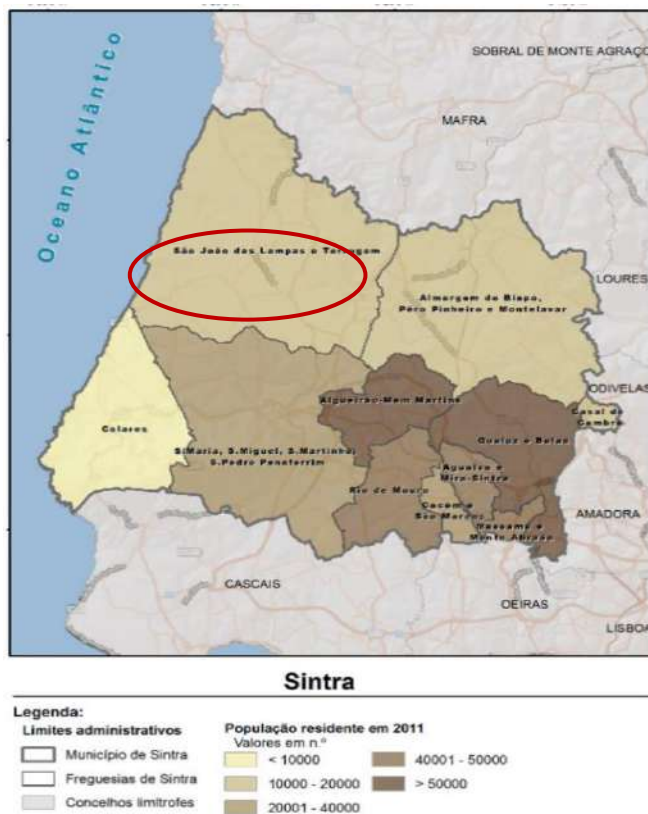 SOBRAL DE MONTE AGRAÇO
MAFRA
Oceano Atlântico
São João das Lampas e Terrugem
LOURES
Almargem do Bispo,
Pêro Pinheiro e Montelavar
ODIVELAS
Algueirão-Mem Martins
Casal de
Cambra
Colares
Queluz e Belas
S.Maria, S.Miguel, S.Martinho,
S.Pedro Penaferrim
Agualva e
Mira-Sintra
Rio de Mouro
Cacém e
São Marcos
AMADORA
Massamá e
Monte Abraão
CASCAIS
OEIRAS
LISBOA
Sintra
Legenda:
Limites administrativos
Município de Sintra
Freguesias de Sintra
Concelhos limítrofes
População residente em 2011
Valores em n.º
< 10000
10000 - 20000
20001 - 40000
40001 - 50000
> 50000